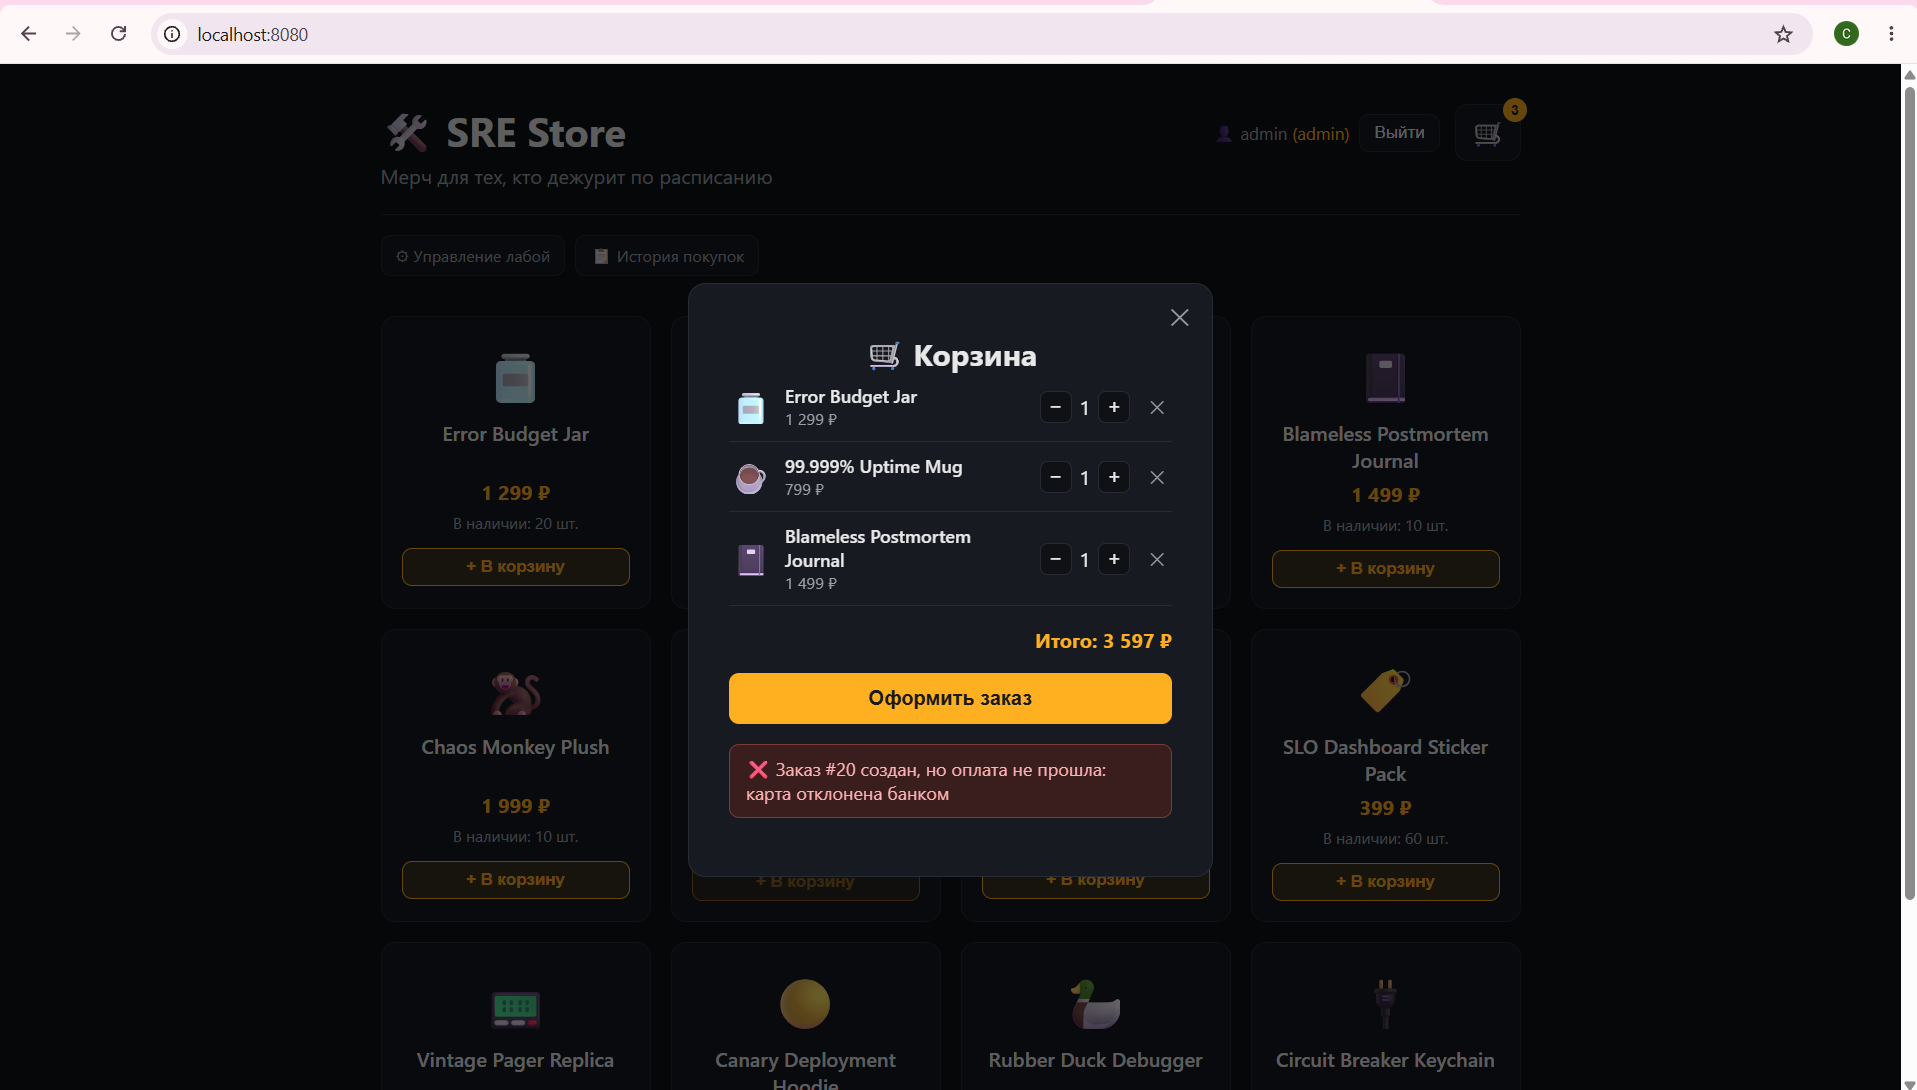 localhost:8080
C
SRE Store
Мерч для тех, кто дежурит по расписанию
admin (admin)
Выйти
3
Управление лабой
История покупок
Error Budget Jar
1 299 ₽
В наличии: 20 шт.
+ В корзину
Blameless Postmortem
Journal
1 499 ₽
В наличии: 10 шт.
+ В корзину
Корзина
Error Budget Jar
1 299 ₽
− 1 +
99.999% Uptime Mug
799 ₽
− 1 +
Blameless Postmortem
Journal
1 499 ₽
− 1 +
Итого: 3 597 ₽
Оформить заказ
Заказ #20 создан, но оплата не прошла:
карта отклонена банком
Chaos Monkey Plush
1 999 ₽
В наличии: 10 шт.
+ В корзину
+ В корзину
+ В корзину
SLO Dashboard Sticker
Pack
399 ₽
В наличии: 60 шт.
+ В корзину
Vintage Pager Replica
Canary Deployment
Hoodie
Rubber Duck Debugger
Circuit Breaker Keychain